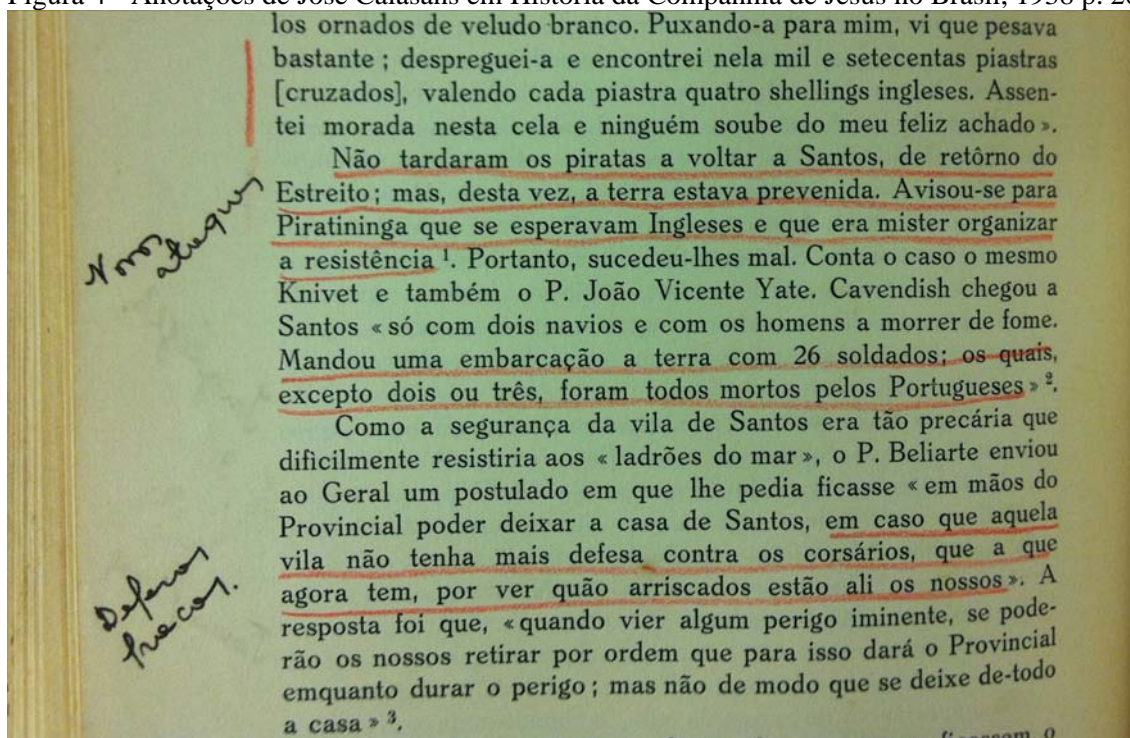 Figura 4 - Anotações de José Calasans em História da Companhia de Jesus no Brasil, 1938 p. 20
los ornados de veludo branco. Puxando-a para mim, vi que pesava
bastante ; despreguei-a e encontrei nela mil e setecentas piastras
[cruzados], valendo cada piastra quatro shellings ingleses. Assen-
tei morada nesta cela e ninguém soube do meu feliz achado ».
Não tardaram os piratas a voltar a Santos, de retôrno do
Estreito ; mas, desta vez, a terra estava prevenida. Avisou-se para
Piratininga que se esperavam Ingleses e que era mister organizar
a resistência ¹. Portanto, sucedeu-lhes mal. Conta o caso o mesmo
Knivet e também o P. João Vicente Yate. Cavendish chegou a
Santos « só com dois navios e com os homens a morrer de fome.
Mandou uma embarcação a terra com 26 soldados; os quais,
excepto dois ou três, foram todos mortos pelos Portugueses » ².
Como a segurança da vila de Santos era tão precária que
dificilmente resistiria aos « ladrões do mar », o P. Beliarte enviou
ao Geral um postulado em que lhe pedia ficasse « em mãos do
Provincial poder deixar a casa de Santos, em caso que aquela
vila não tenha mais defesa contra os corsários, que a que
agora tem, por ver quão arriscados estão ali os nossos ». A
resposta foi que, « quando vier algum perigo iminente, se pode-
rão os nossos retirar por ordem que para isso dará o Provincial
emquanto durar o perigo ; mas não de modo que se deixe de-todo
a casa » ³.
Novos
ataques
Defesas
fracas.